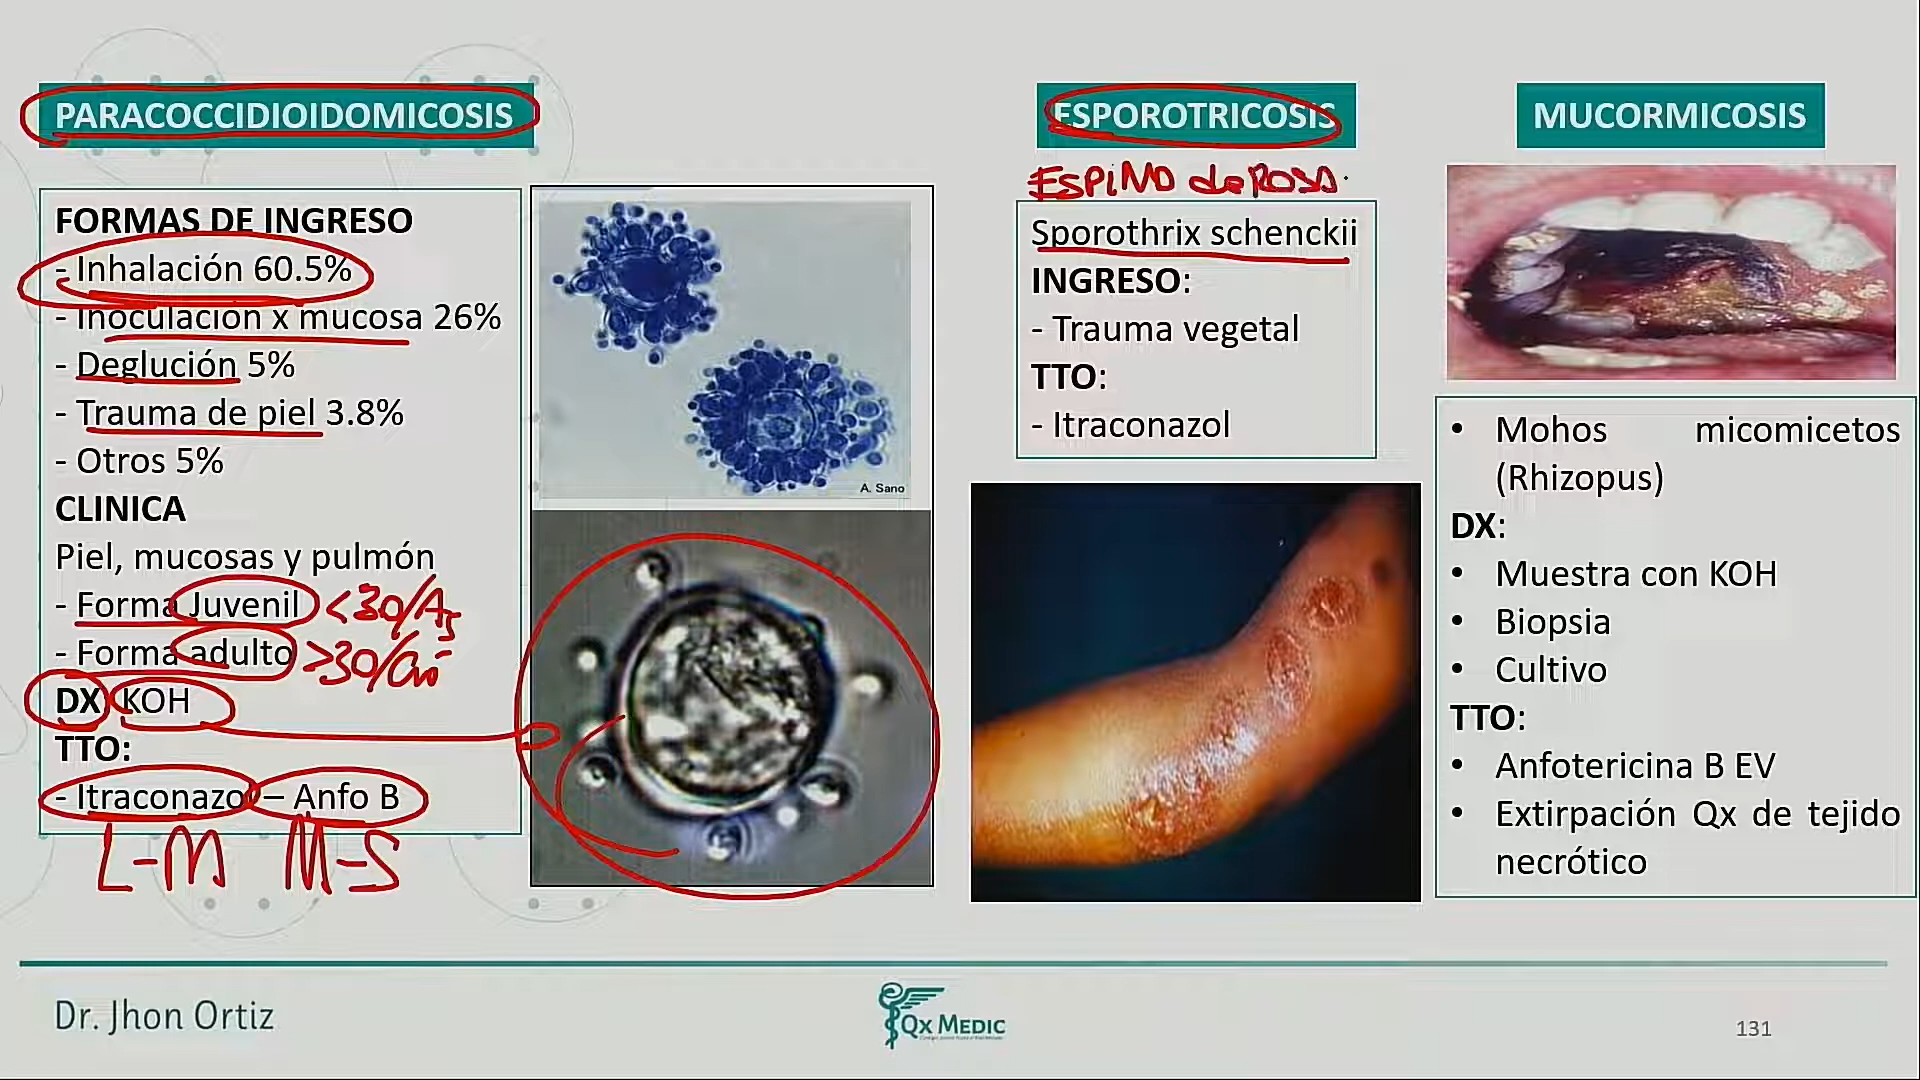 PARACOCCIDIOIDOMICOSIS
FORMAS DE INGRESO
- Inhalación 60.5%
- Inoculación x mucosa 26%
- Deglución 5%
- Trauma de piel 3.8%
- Otros 5%
CLINICA
Piel, mucosas y pulmón
- Forma Juvenil <30/As
- Forma adulto >30/
DX KOH
TTO:
- Itraconazol – Anfo B
L-M M-S
A. Sano
ESPOROTRICOSIS
ESPINO de ROSA.
Sporothrix schenckii
INGRESO:
- Trauma vegetal
TTO:
- Itraconazol
MUCORMICOSIS
• Mohos micomicetos
(Rhizopus)
DX:
• Muestra con KOH
• Biopsia
• Cultivo
TTO:
• Anfotericina B EV
• Extirpación Qx de tejido
necrótico
Dr. Jhon Ortiz
QX MEDIC
131